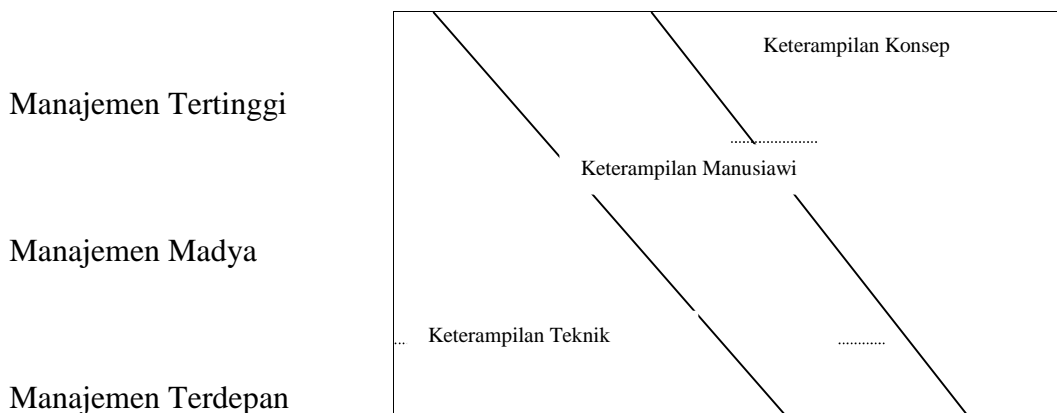 Keterampilan Konsep
Manajemen Tertinggi
Keterampilan Manusiawi
Manajemen Madya
Keterampilan Teknik
Manajemen Terdepan